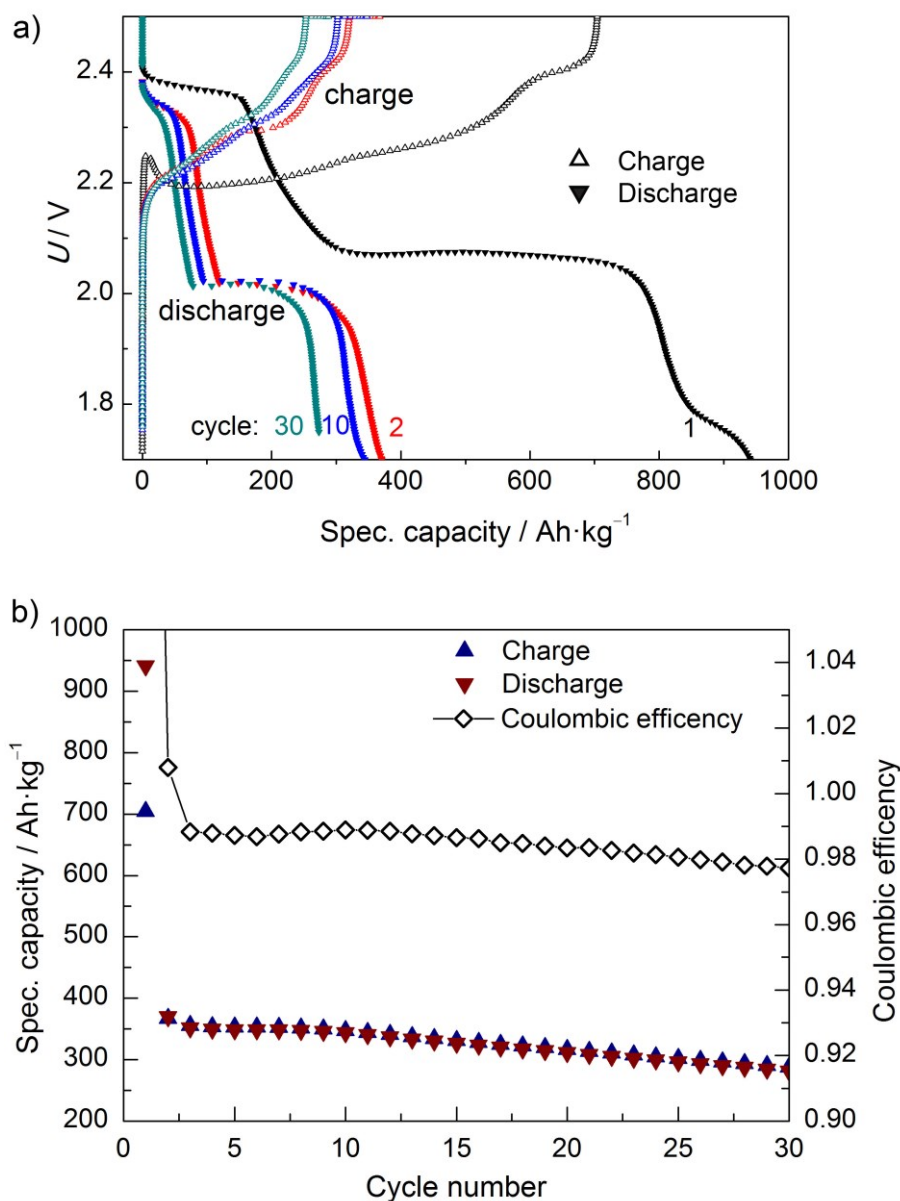 a)
2.4
2.2
2.0
1.8
U / V
charge
Charge
Discharge
discharge
cycle: 30 10 2 1
0 200 400 600 800 1000
Spec. capacity / Ah·kg⁻¹
b)
1000
900
800
700
600
500
400
300
200
Spec. capacity / Ah·kg⁻¹
Charge
Discharge
Coulombic efficency
1.04
1.02
1.00
0.98
0.96
0.94
0.92
0.90
Coulombic efficency
0 5 10 15 20 25 30
Cycle number